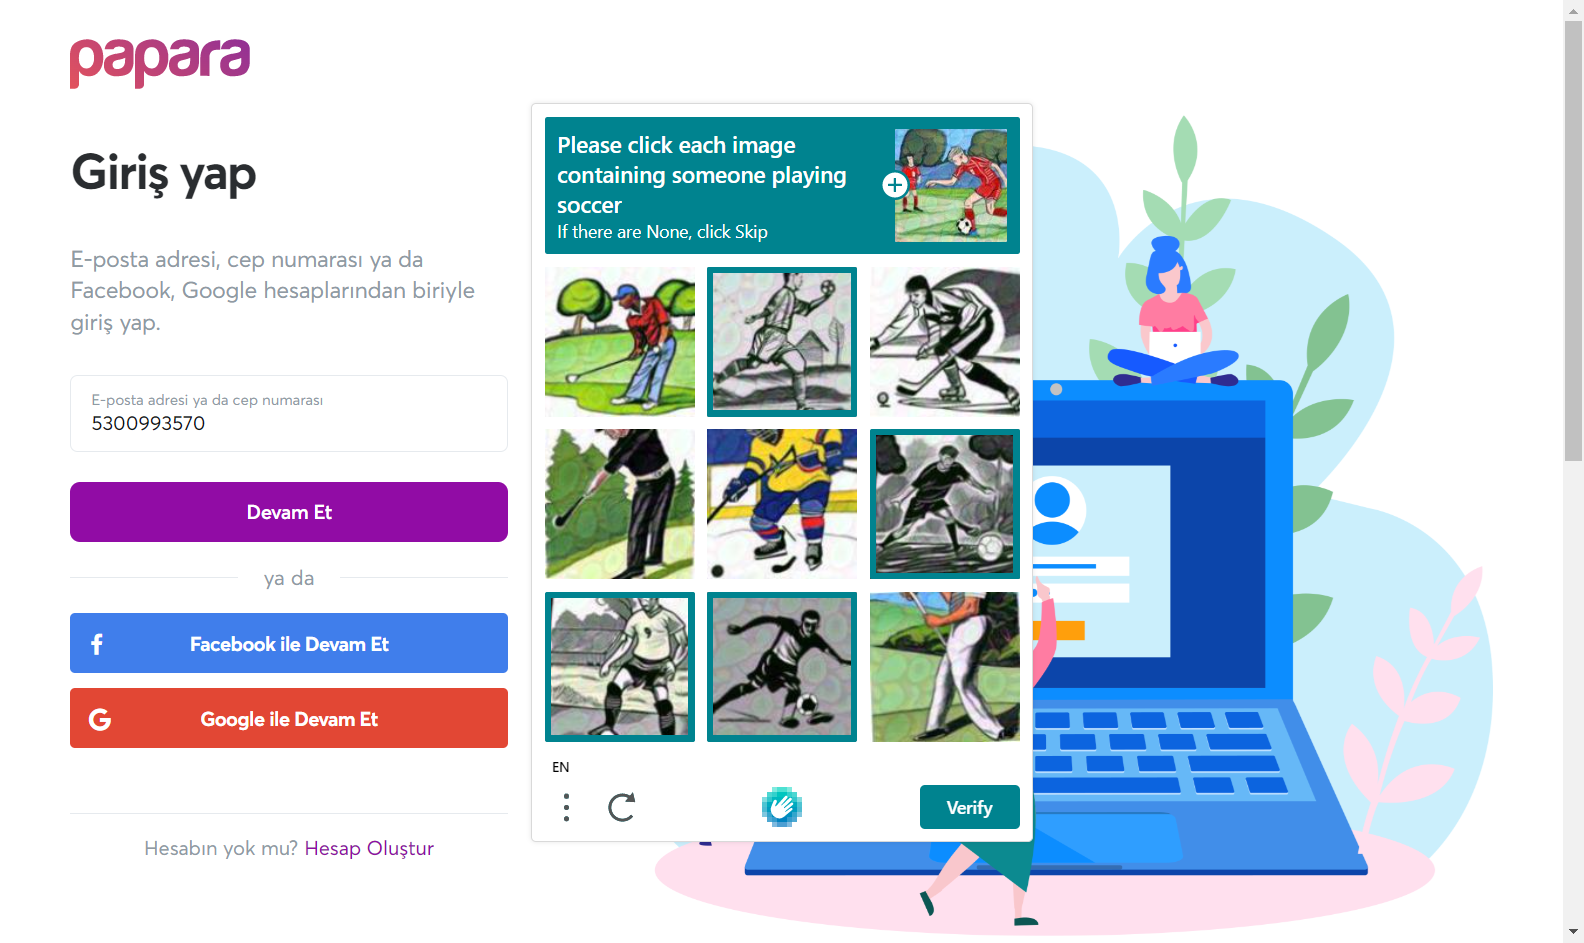 papara
Giriş yap
E-posta adresi, cep numarası ya da
Facebook, Google hesaplarından biriyle
giriş yap.
E-posta adresi ya da cep numarası
5300993570
Devam Et
ya da
Facebook ile Devam Et
Google ile Devam Et
Hesabın yok mu? Hesap Oluştur
Please click each image
containing someone playing
soccer
If there are None, click Skip
EN
Verify